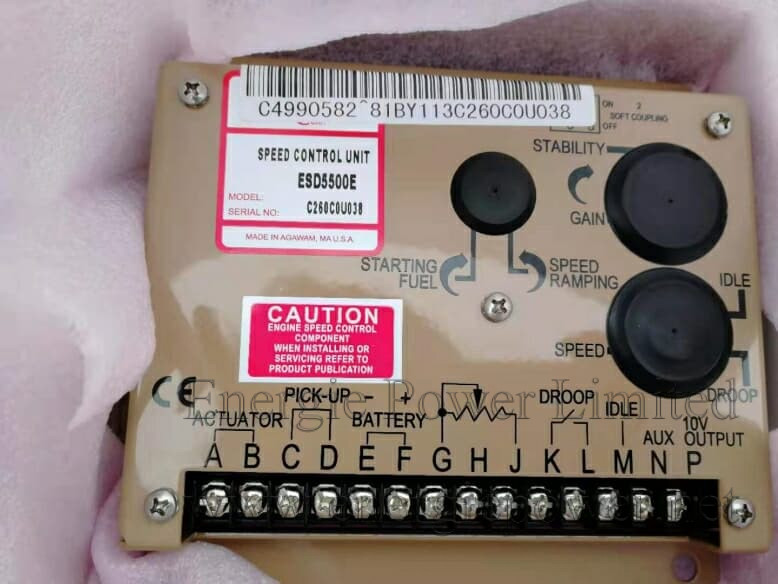 C4990582^81BY113C260C0U038
ON 2
SOFT COUPLING
OFF
SPEED CONTROL UNIT
ESD5500E
MODEL:
SERIAL NO: C260C0U038
MADE IN AGAWAM, MA U.S.A.
STABILITY
GAIN
STARTING FUEL
SPEED RAMPING
IDLE
SPEED
DROOP
CAUTION
ENGINE SPEED CONTROL
COMPONENT
WHEN INSTALLING OR
SERVICING REFER TO
PRODUCT PUBLICATION
CE
Energie Power Limited
PICK-UP - +
ACTUATOR BATTERY
DROOP IDLE
10V
AUX OUTPUT
A B C D E F G H J K L M N P